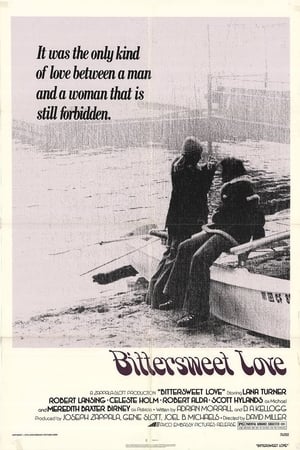 It was the only kind
of love between a man
and a woman that is
still forbidden.
Bittersweet Love
A ZAPPALA-SLOTT PRODUCTION "BITTERSWEET LOVE" Starring LANA TURNER
ROBERT LANSING · CELESTE HOLM · ROBERT ALDA · SCOTT HYLANDS as Michael
MEREDITH BAXTER BIRNEY as Patricia · Written by ADRIAN MORRALL and D.A. KELLOGG
Produced by JOSEPH ZAPPALA, GENE SLOTT, JOEL B. MICHAELS · Directed by DAVID MILLER
AVCO EMBASSY PICTURES RELEASE
"BITTERSWEET LOVE"